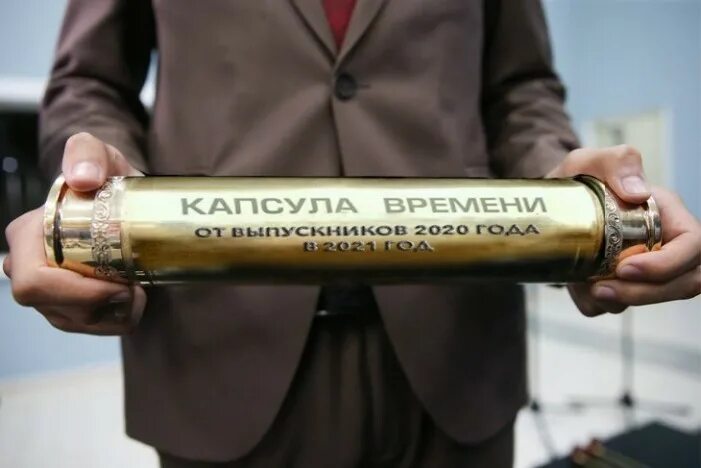 КАПСУЛА ВРЕМЕНИ
ОТ ВЫПУСКНИКОВ 2020 ГОДА
В 2021 ГОД